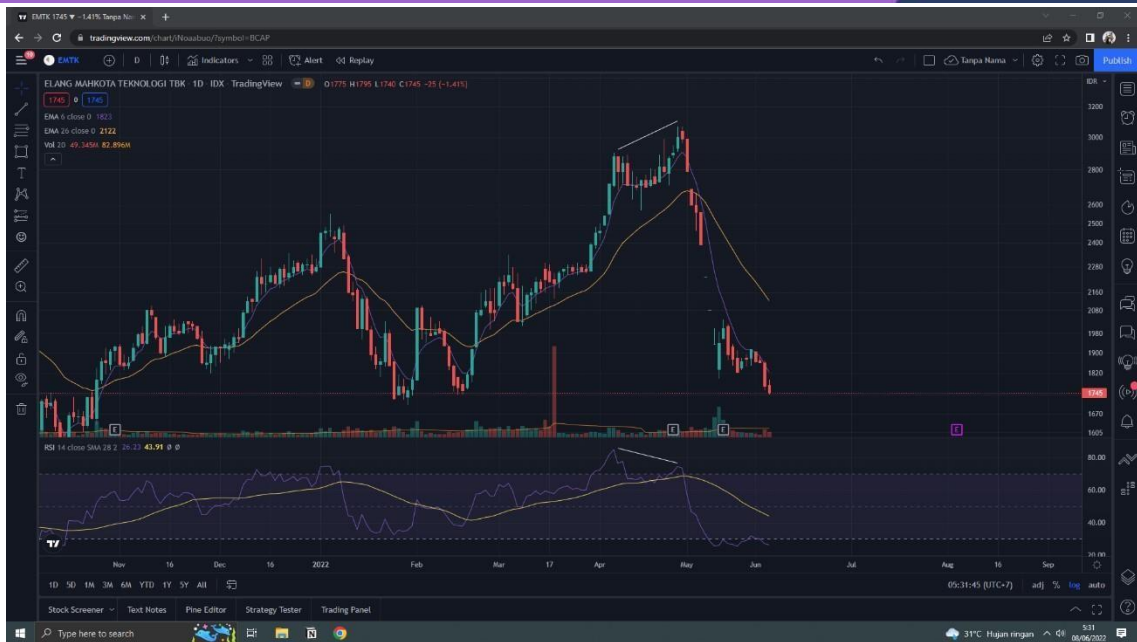 EMTK 1745 ▼ −1.41% Tanpa Na
tradingview.com/chart/iNoaabuo/?symbol=BCAP
EMTK D Indicators Alert Replay Tanpa Nama Publish
ELANG MAHKOTA TEKNOLOGI TBK · 1D · IDX · TradingView D O1775 H1795 L1740 C1745 −25 (−1.41%)
IDR
1745 0 1745
EMA 6 close 0 1823
EMA 26 close 0 2122
Vol 20 49.345M 82.896M
3200
3000
2800
2600
2500
2400
2280
2160
2080
1980
1900
1820
1745
1670
1605
E E E E
RSI 14 close SMA 28 2 26.23 43.91 Ø Ø
80.00
60.00
40.00
20.00
Nov 16 Dec 16 2022 Feb Mar 17 Apr May Jun Jul Aug 16 Sep
1D 5D 1M 3M 6M YTD 1Y 5Y All 05:31:45 (UTC+7) adj % log auto
Stock Screener Text Notes Pine Editor Strategy Tester Trading Panel
Type here to search 31°C Hujan ringan 5:31
08/06/2022